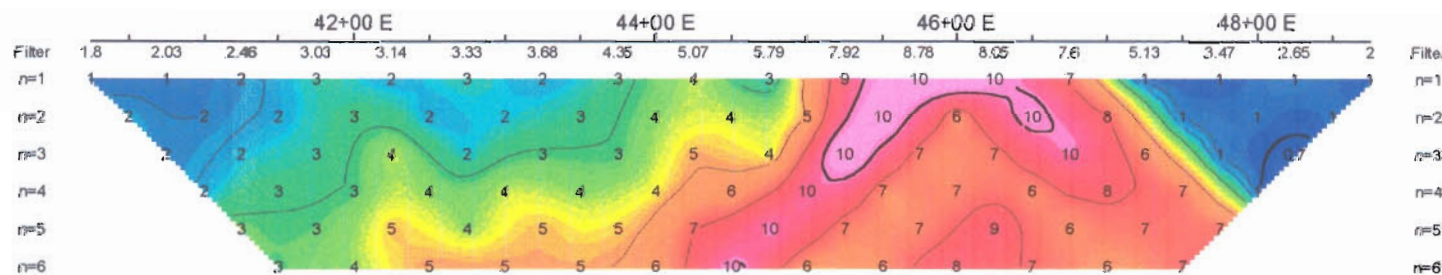 42+00 E 44+00 E 46+00 E 48+00 E
Filter 1.8 2.03 2.46 3.03 3.14 3.33 3.68 4.35 5.07 5.79 7.92 8.78 8.95 7.6 5.13 3.47 2.65 2 Filte
n=1 1 1 2 3 3 2 2 3 4 3 9 10 10 7 1 1 1 1 n=1
n=2 2 2 2 3 2 2 3 4 4 5 10 6 10 8 1 1 1 n=2
n=3 2 2 3 4 2 3 3 5 4 10 7 7 10 6 1 0.7 n=3
n=4 2 3 3 4 4 4 4 6 10 7 7 6 8 7 1 n=4
n=5 3 3 5 4 5 5 7 10 7 7 9 6 7 7 n=5
n=6 3 4 5 5 5 6 10 6 6 8 7 6 7 n=6